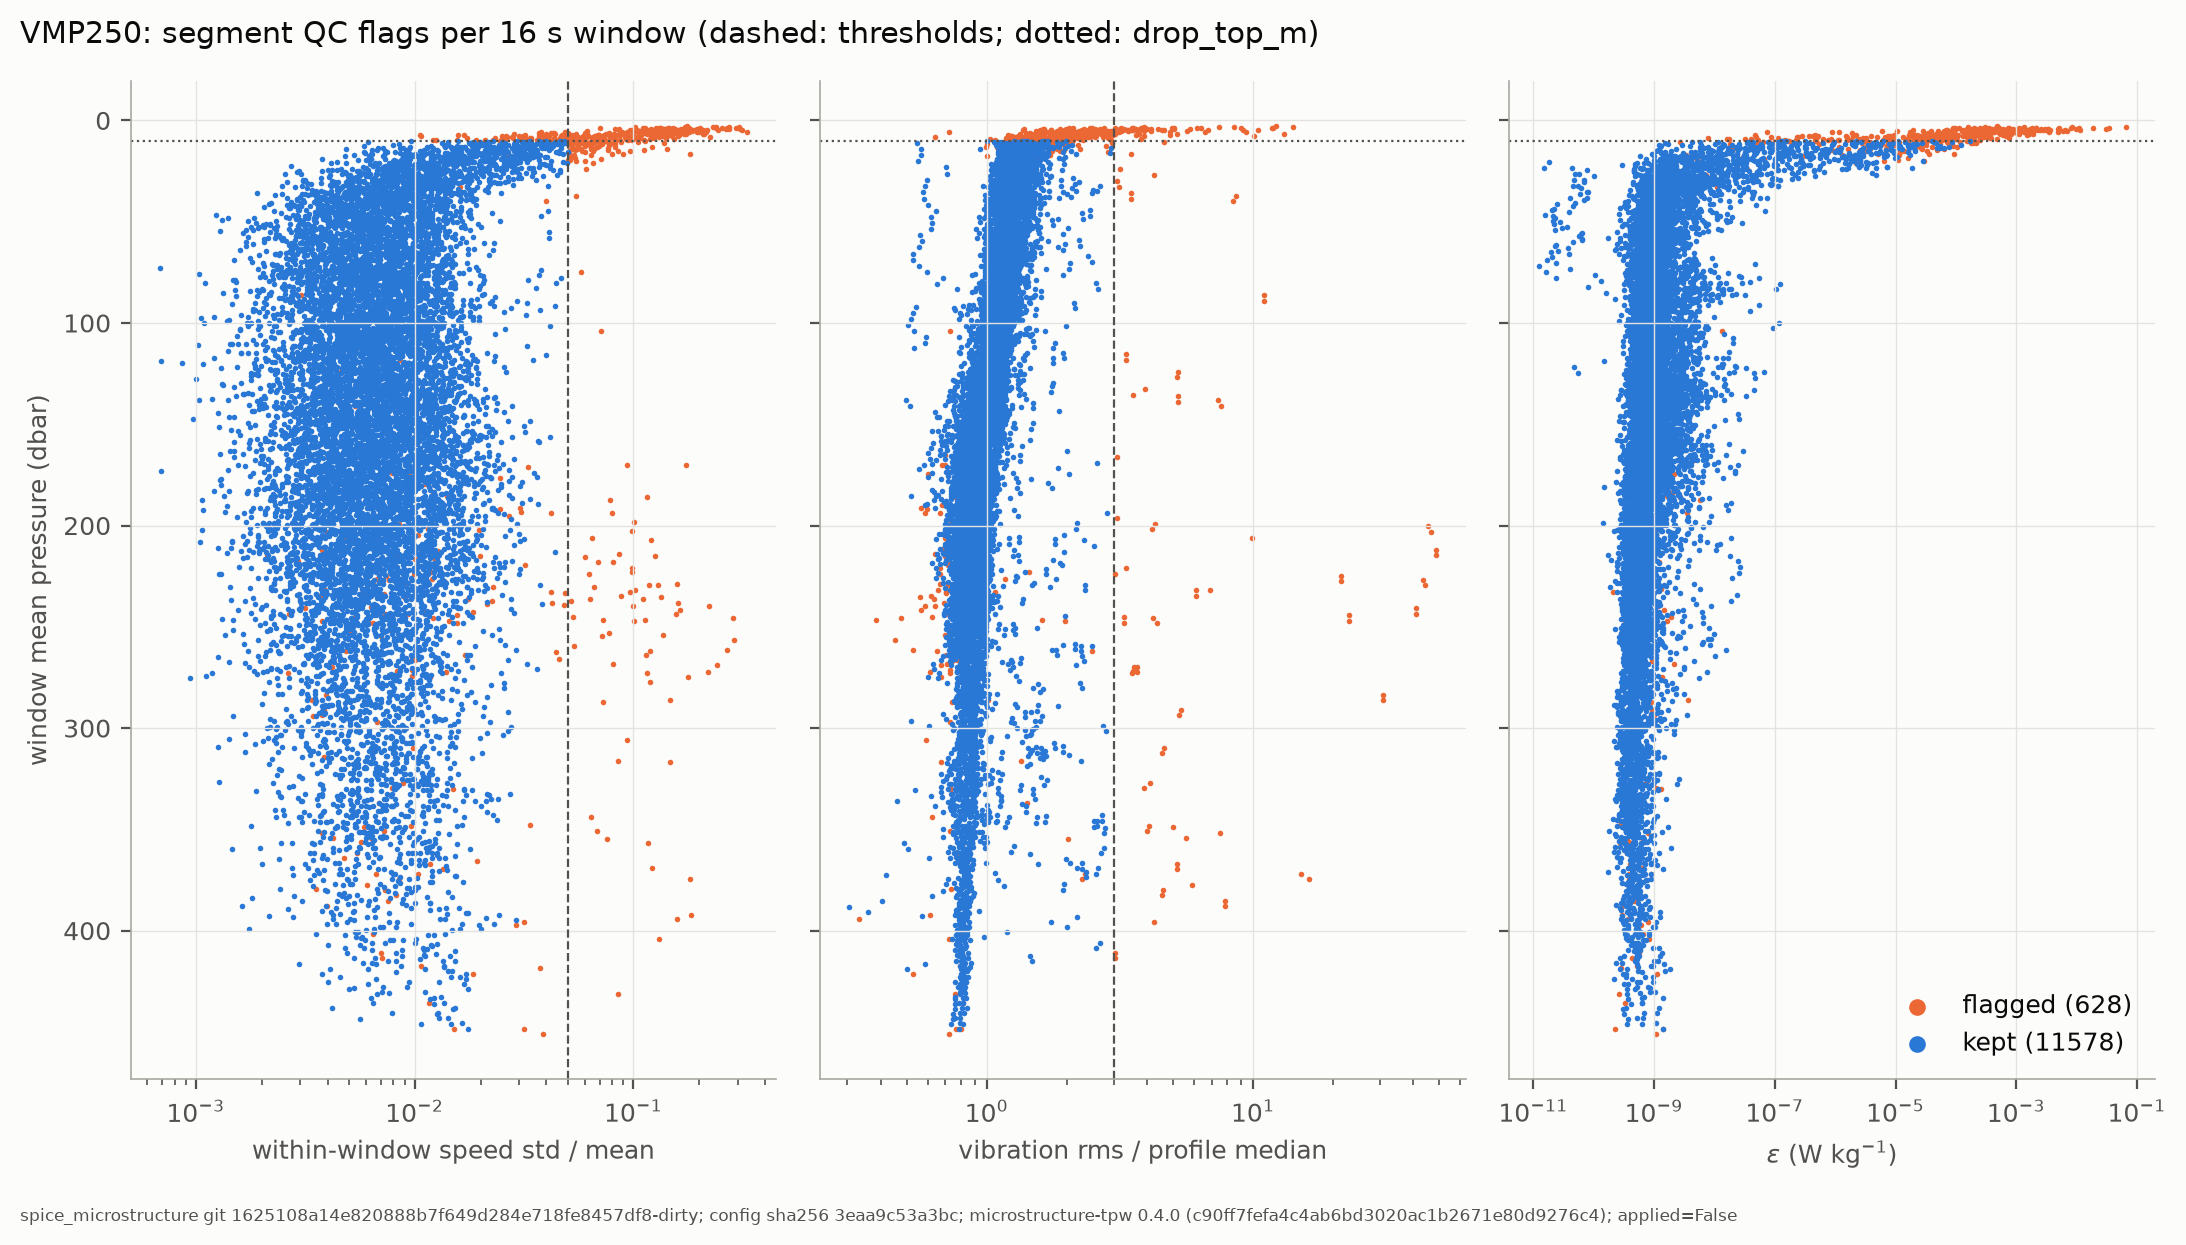 VMP250: segment QC flags per 16 s window (dashed: thresholds; dotted: drop_top_m)
window mean pressure (dbar)
0
100
200
300
400
10⁻³
10⁻²
10⁻¹
within-window speed std / mean
10⁰
10¹
vibration rms / profile median
flagged (628)
kept (11578)
10⁻¹¹
10⁻⁹
10⁻⁷
10⁻⁵
10⁻³
10⁻¹
ε (W kg⁻¹)
spice_microstructure git 1625108a14e820888b7f649d284e718fe8457df8-dirty; config sha256 3eaa9c53a3bc; microstructure-tpw 0.4.0 (c90ff7fefa4c4ab6bd3020ac1b2671e80d9276c4); applied=False